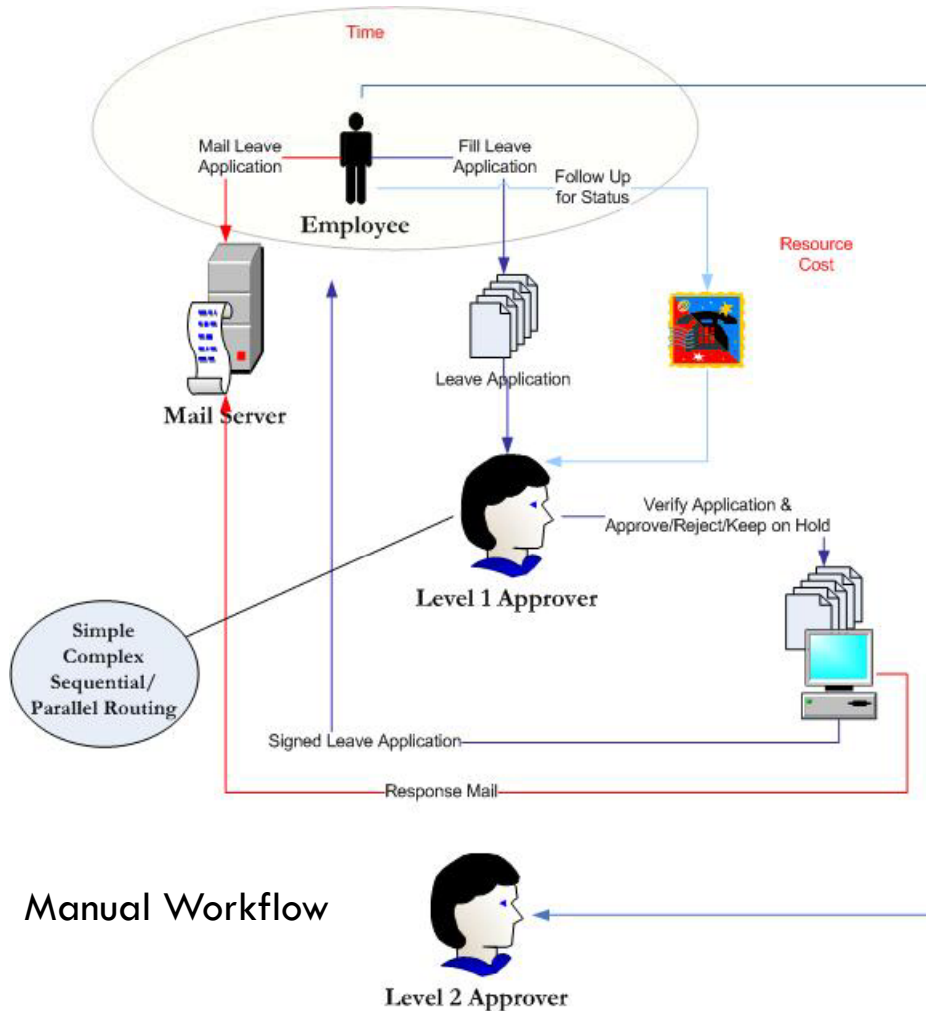 Time
Mail Leave
Application
Fill Leave
Application
Follow Up
for Status
Employee
Resource
Cost
Leave Application
Mail Server
Verify Application &
Approve/Reject/Keep on Hold
Level 1 Approver
Simple
Complex
Sequential/
Parallel Routing
Signed Leave Application
Response Mail
Manual Workflow
Level 2 Approver